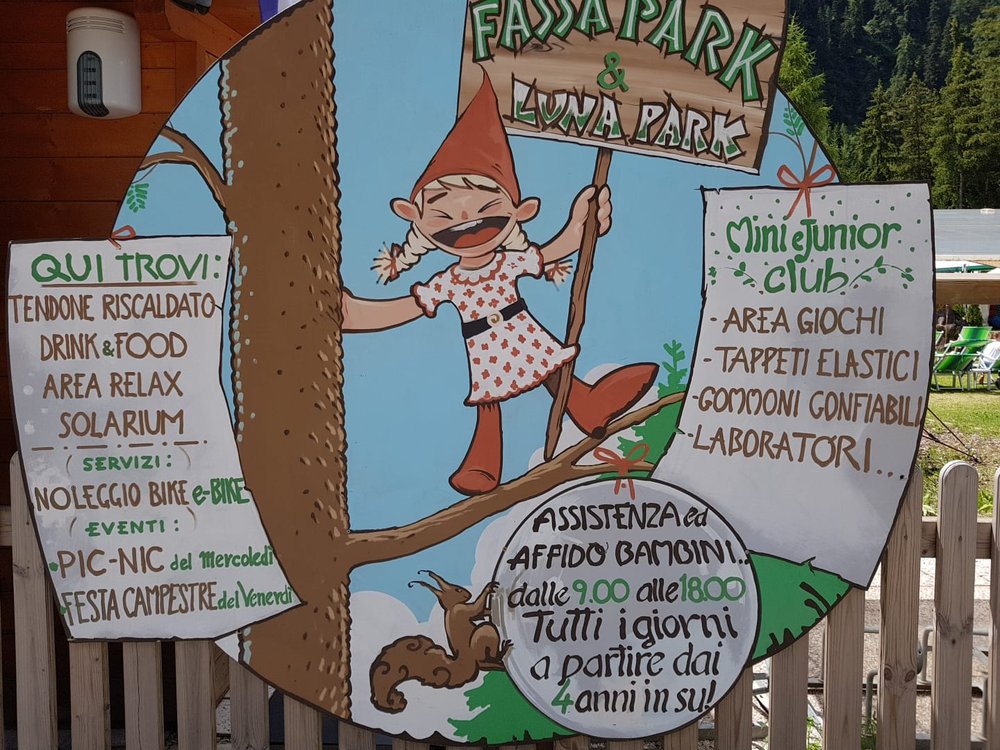 FASSA PARK
&
LUNA PARK
QUI TROVI:
TENDONE RISCALDATO
DRINK & FOOD
AREA RELAX
SOLARIUM
(SERVIZI:)
NOLEGGIO BIKE e-BIKE
(EVENTI:)
•PIC-NIC del Mercoledì
•FESTA CAMPESTRE del Venerdì
Mini e Junior
club
-AREA GIOCHI
-TAPPETI ELASTICI
-GOMMONI GONFIABILI
-LABORATORI...
ASSISTENZA ed
AFFIDO BAMBINI..
dalle 9.00 alle 18.00
Tutti i giorni
a partire dai
4 anni in su!